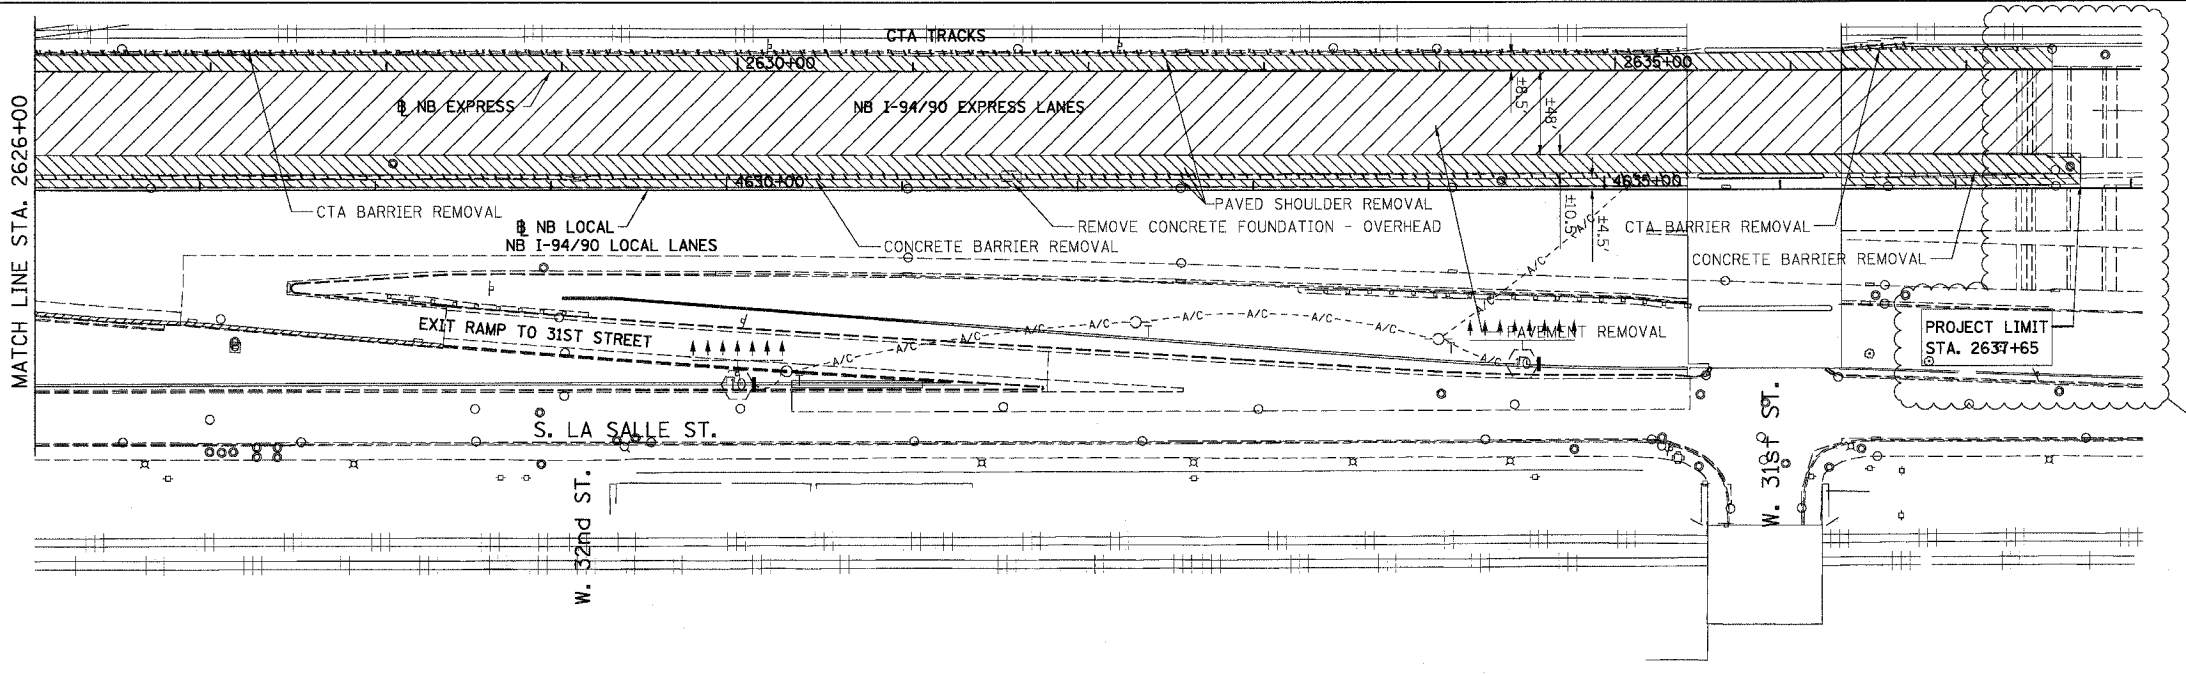 CTA TRACKS
2630+00
2635+00
℄ NB EXPRESS
NB I-94/90 EXPRESS LANES
±8.5'
±48'
MATCH LINE STA. 2626+00
4630+00
4635+00
CTA BARRIER REMOVAL
PAVED SHOULDER REMOVAL
±10.5'
±4.5'
℄ NB LOCAL
NB I-94/90 LOCAL LANES
REMOVE CONCRETE FOUNDATION - OVERHEAD
CONCRETE BARRIER REMOVAL
CTA BARRIER REMOVAL
CONCRETE BARRIER REMOVAL
A/C
A/C
A/C
EXIT RAMP TO 31ST STREET
A/C
A/C
A/C
A/C
A/C
A/C
A/C
A/C
A/C
T
T
T
PAVEMENT REMOVAL
PROJECT LIMIT
STA. 2637+65
10
10
S. LA SALLE ST.
W. 32nd ST.
W. 31ST ST.